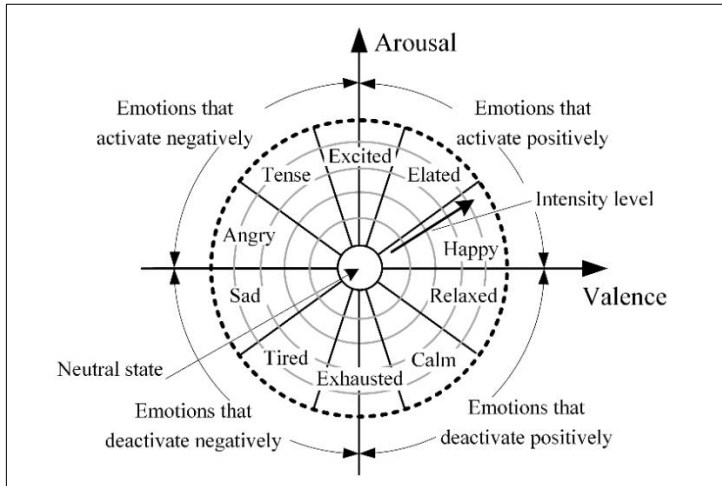 Arousal
Emotions that
activate negatively
Emotions that
activate positively
Excited
Tense
Elated
Intensity level
Angry
Happy
Valence
Sad
Relaxed
Neutral state
Tired
Calm
Exhausted
Emotions that
deactivate negatively
Emotions that
deactivate positively